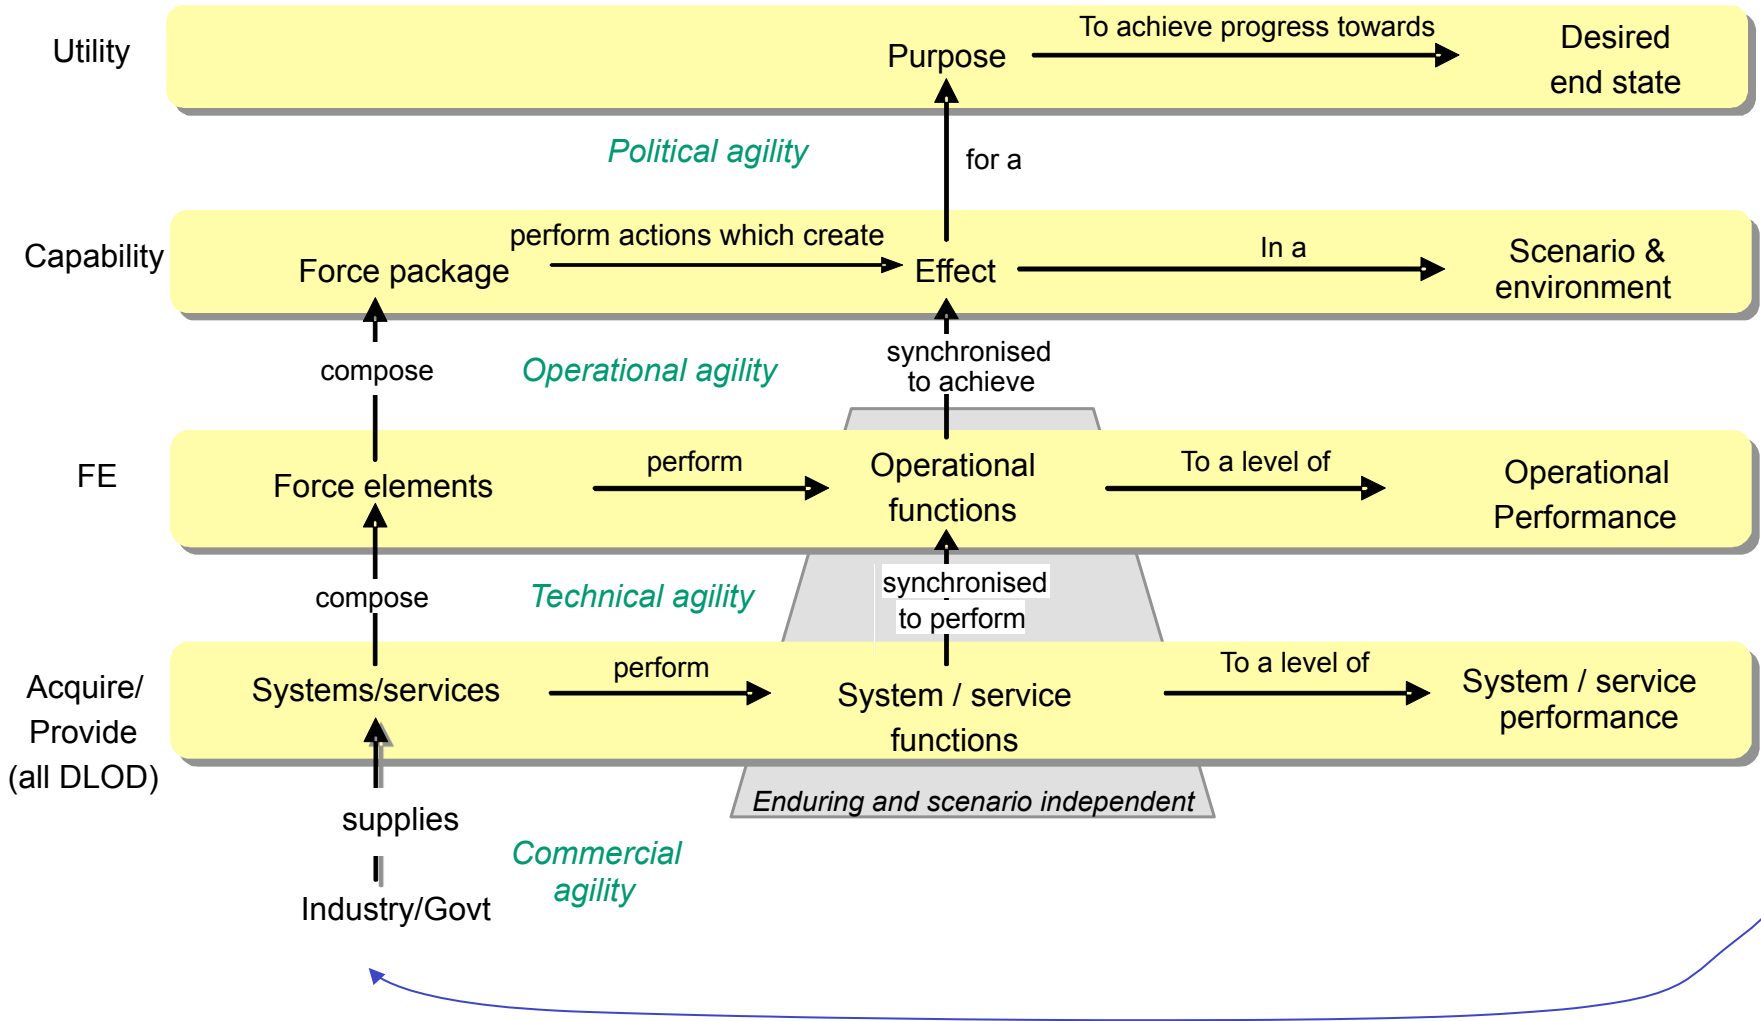 Utility
Purpose
To achieve progress towards
Desired
end state
Political agility
for a
Capability
Force package
perform actions which create
Effect
In a
Scenario &
environment
compose
Operational agility
synchronised
to achieve
FE
Force elements
perform
Operational
functions
To a level of
Operational
Performance
compose
Technical agility
synchronised
to perform
Acquire/
Provide
(all DLOD)
Systems/services
perform
System / service
functions
To a level of
System / service
performance
Enduring and scenario independent
supplies
Commercial
agility
Industry/Govt